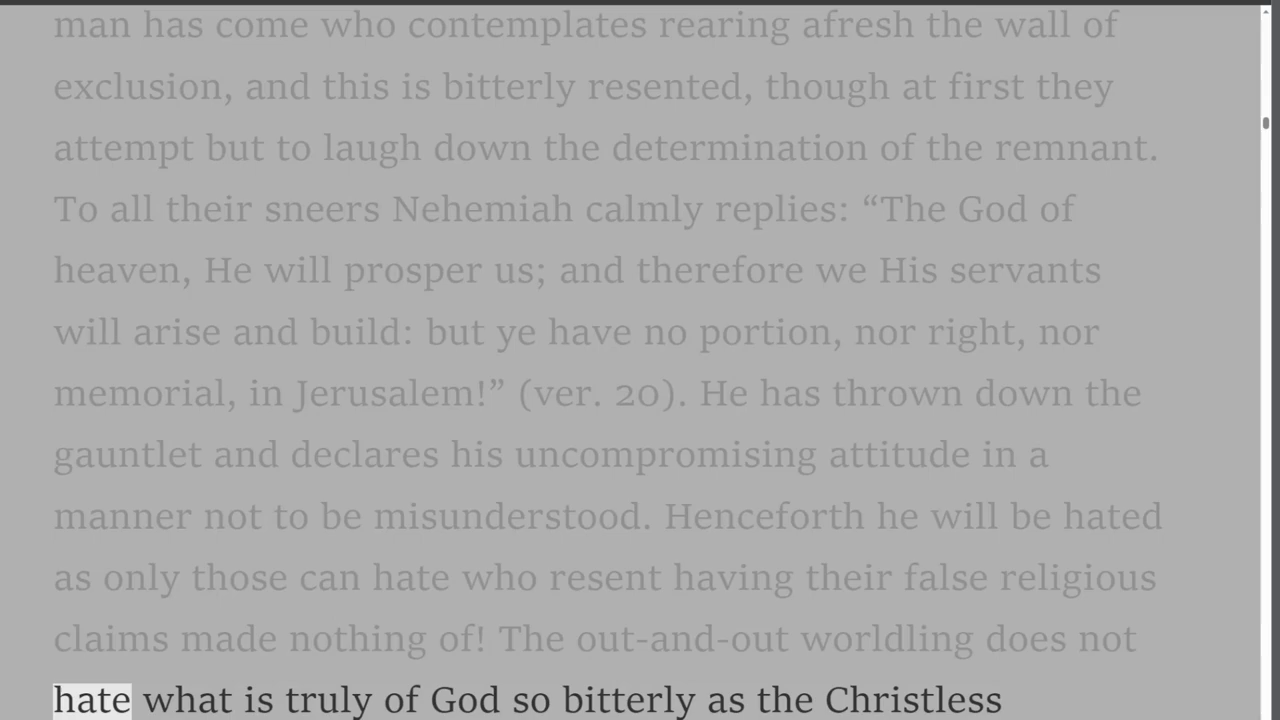 man has come who contemplates rearing afresh the wall of
exclusion, and this is bitterly resented, though at first they
attempt but to laugh down the determination of the remnant.
To all their sneers Nehemiah calmly replies: “The God of
heaven, He will prosper us; and therefore we His servants
will arise and build: but ye have no portion, nor right, nor
memorial, in Jerusalem!” (ver. 20). He has thrown down the
gauntlet and declares his uncompromising attitude in a
manner not to be misunderstood. Henceforth he will be hated
as only those can hate who resent having their false religious
claims made nothing of! The out-and-out worldling does not
hate what is truly of God so bitterly as the Christless